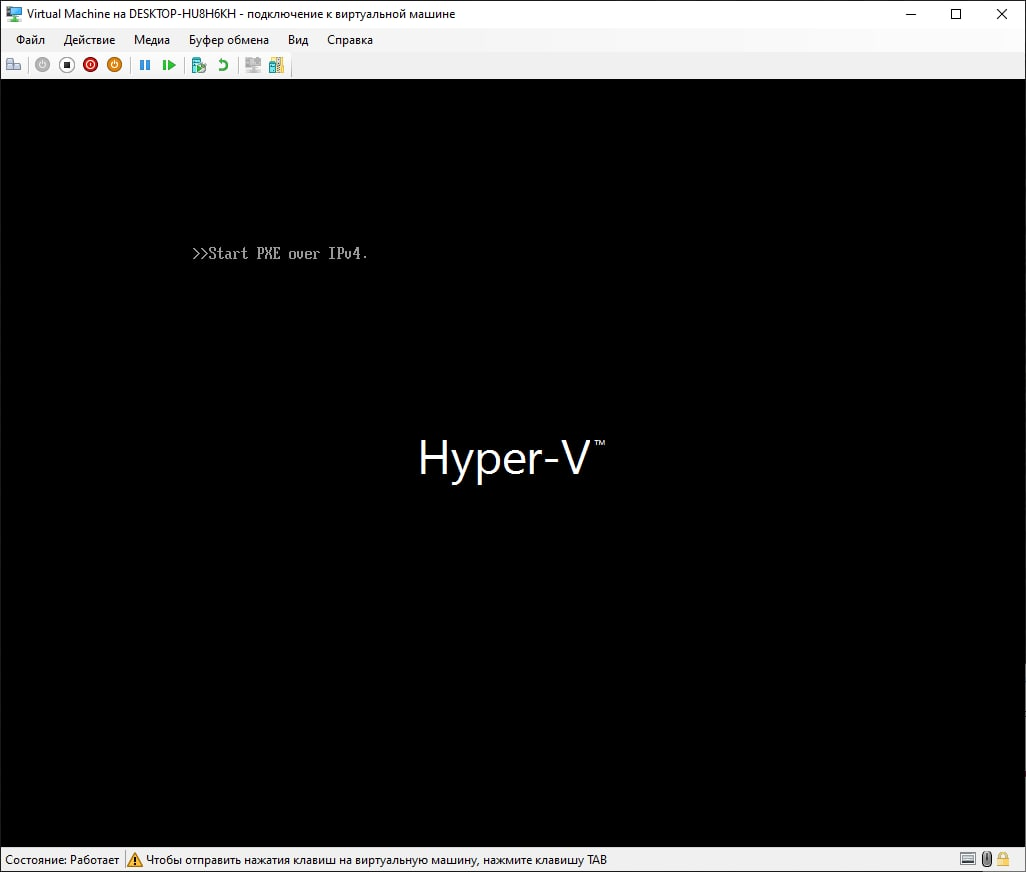 Virtual Machine на DESKTOP-HU8H6KH - подключение к виртуальной машине
Файл Действие Медиа Буфер обмена Вид Справка
>>Start PXE over IPv4.
Hyper-V™
Состояние: Работает Чтобы отправить нажатия клавиш на виртуальную машину, нажмите клавишу TAB